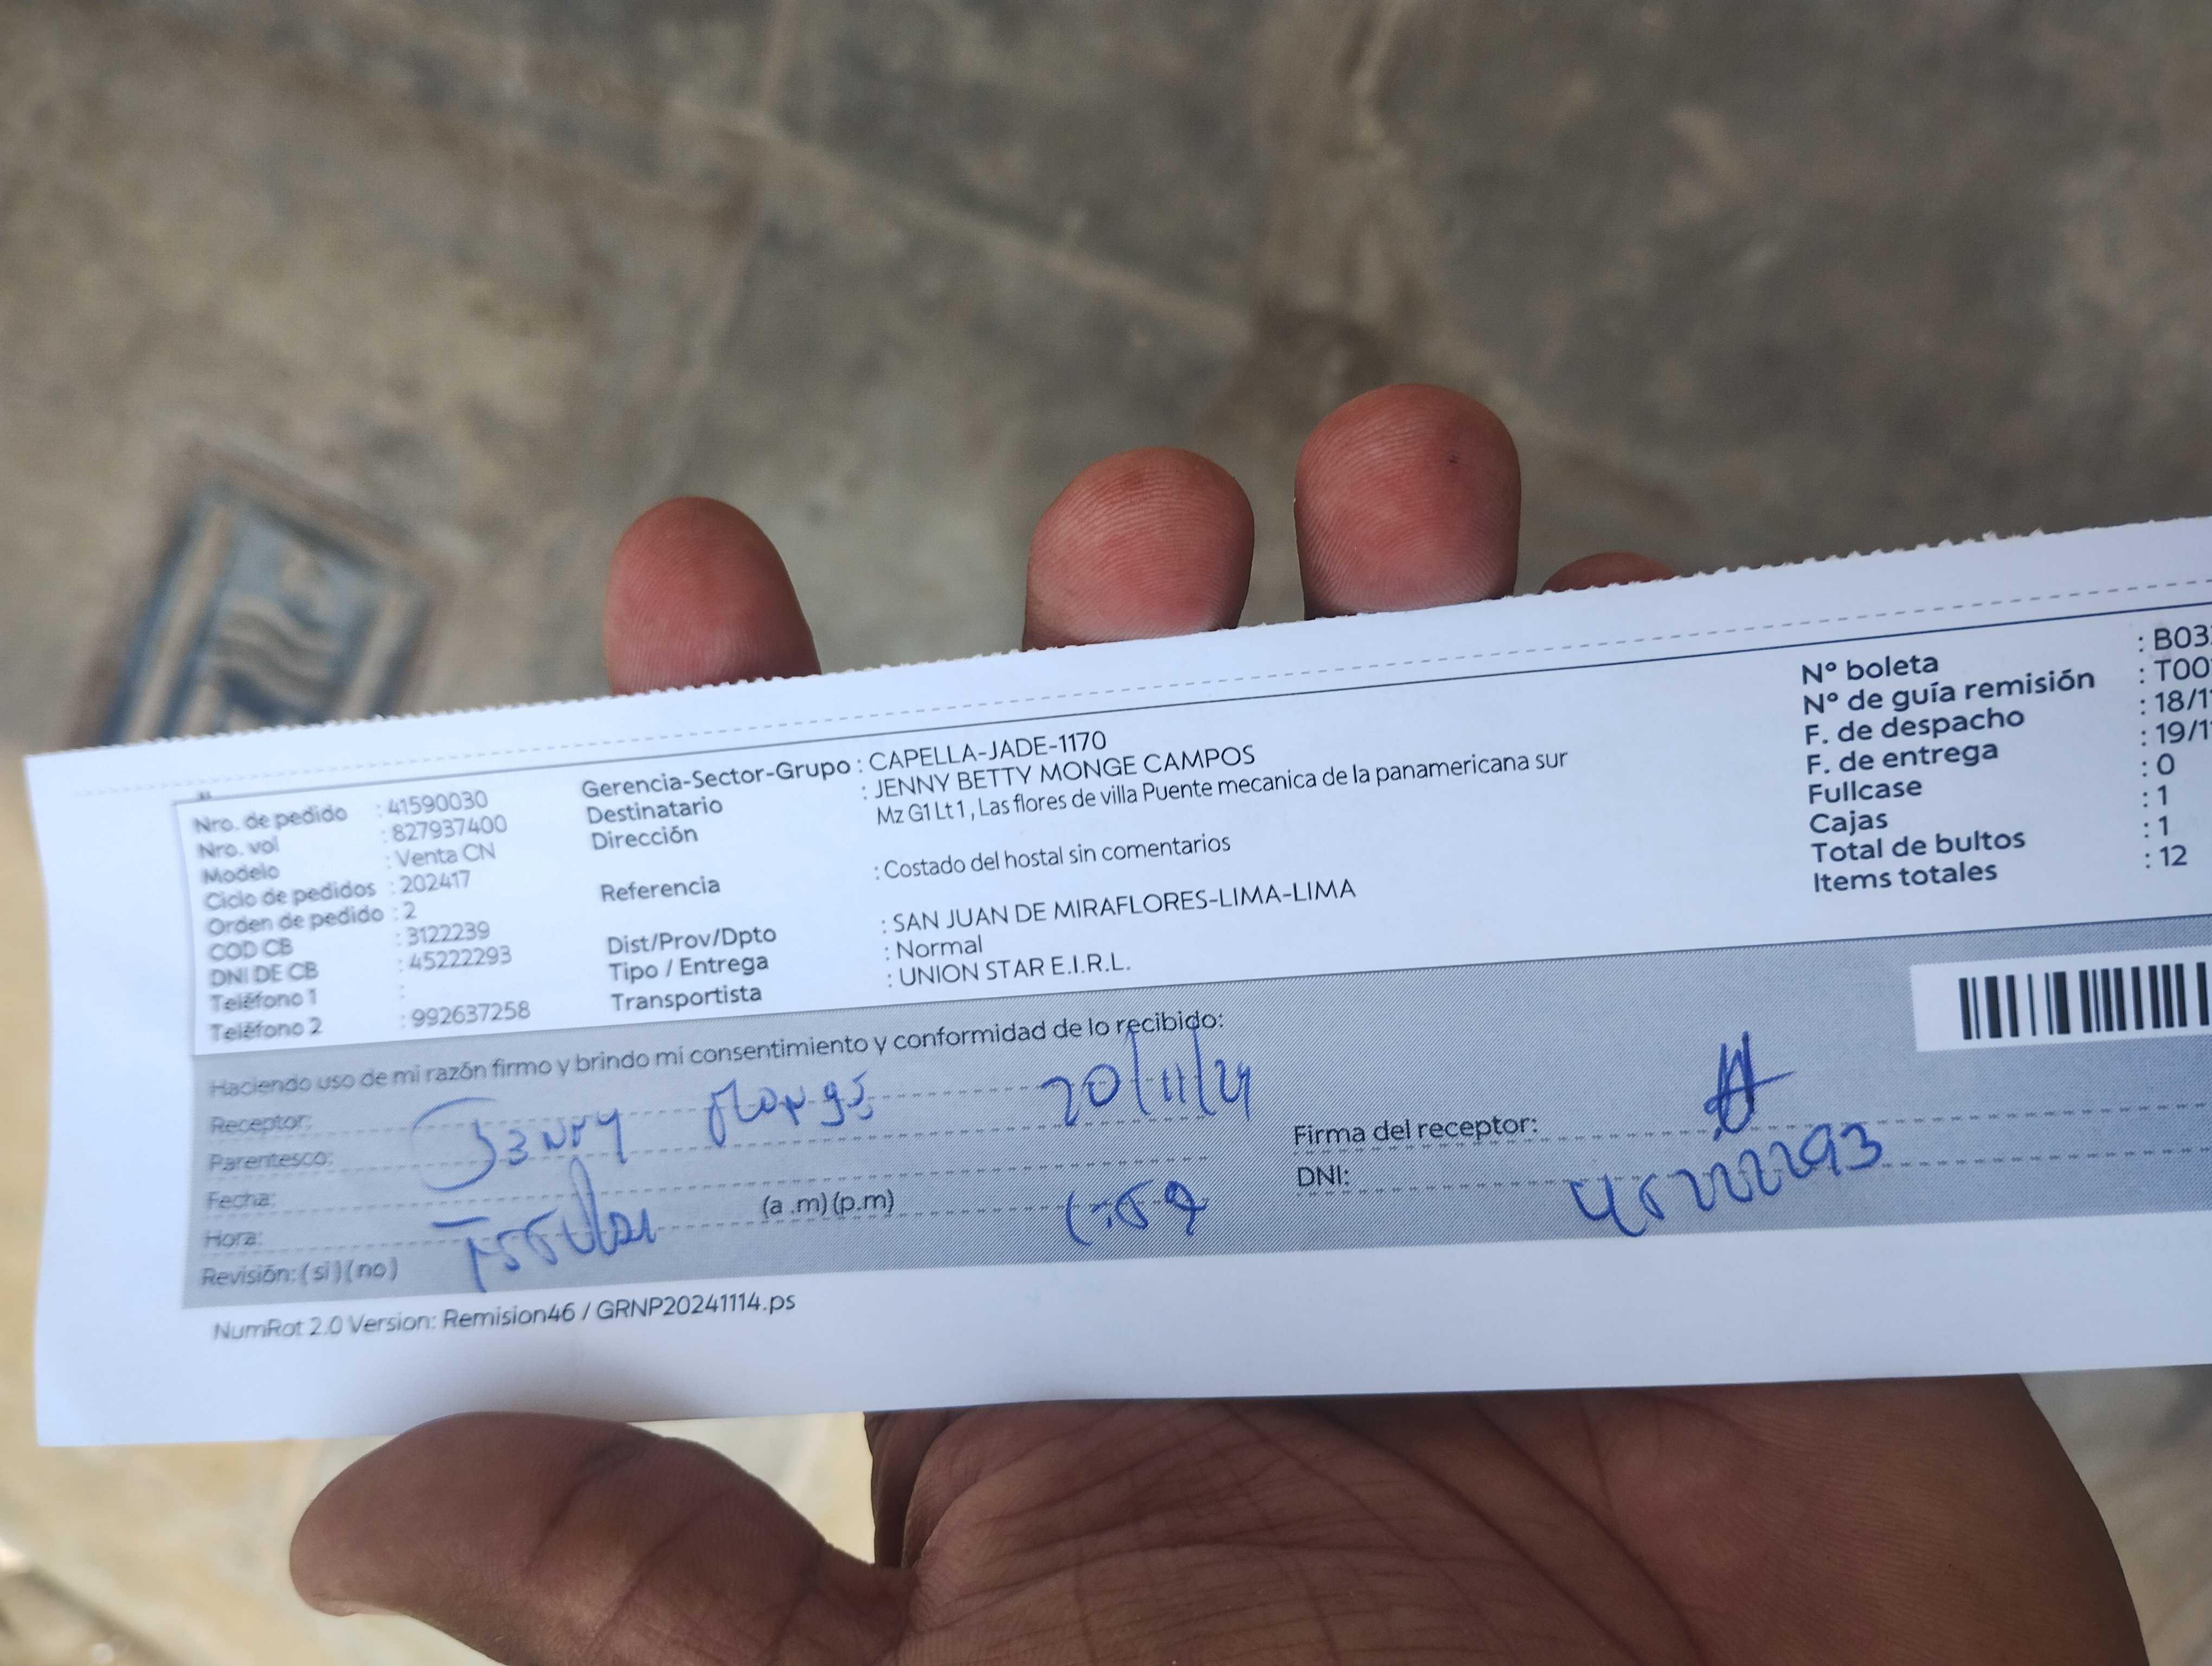 Nro. de pedido : 41590030
Nro. vol : 827937400
Modelo : Venta CN
Ciclo de pedidos : 202417
Orden de pedido : 2
COD CB : 3122239
DNI DE CB : 45222293
Teléfono 1 :
Teléfono 2 : 992637258
Gerencia-Sector-Grupo : CAPELLA-JADE-1170
Destinatario : JENNY BETTY MONGE CAMPOS
Dirección Mz G1 Lt 1 , Las flores de villa Puente mecanica de la panamericana sur
Referencia : Costado del hostal sin comentarios
Dist/Prov/Dpto : SAN JUAN DE MIRAFLORES-LIMA-LIMA
Tipo / Entrega : Normal
Transportista : UNION STAR E.I.R.L.
Nº boleta : B03
Nº de guía remisión : T00
F. de despacho : 18/1
F. de entrega : 19/1
Fullcase : 0
Cajas : 1
Total de bultos : 1
Items totales : 12
Haciendo uso de mi razón firmo y brindo mi consentimiento y conformidad de lo recibido:
Receptor: Jenny Monge 20/11/24
Parentesco:
Fecha:
Hora: (a .m) (p.m) 1:59
Revisión: ( si ) ( no )
Firma del receptor:
DNI: 45222293
NumRot 2.0 Version: Remision46 / GRNP20241114.ps